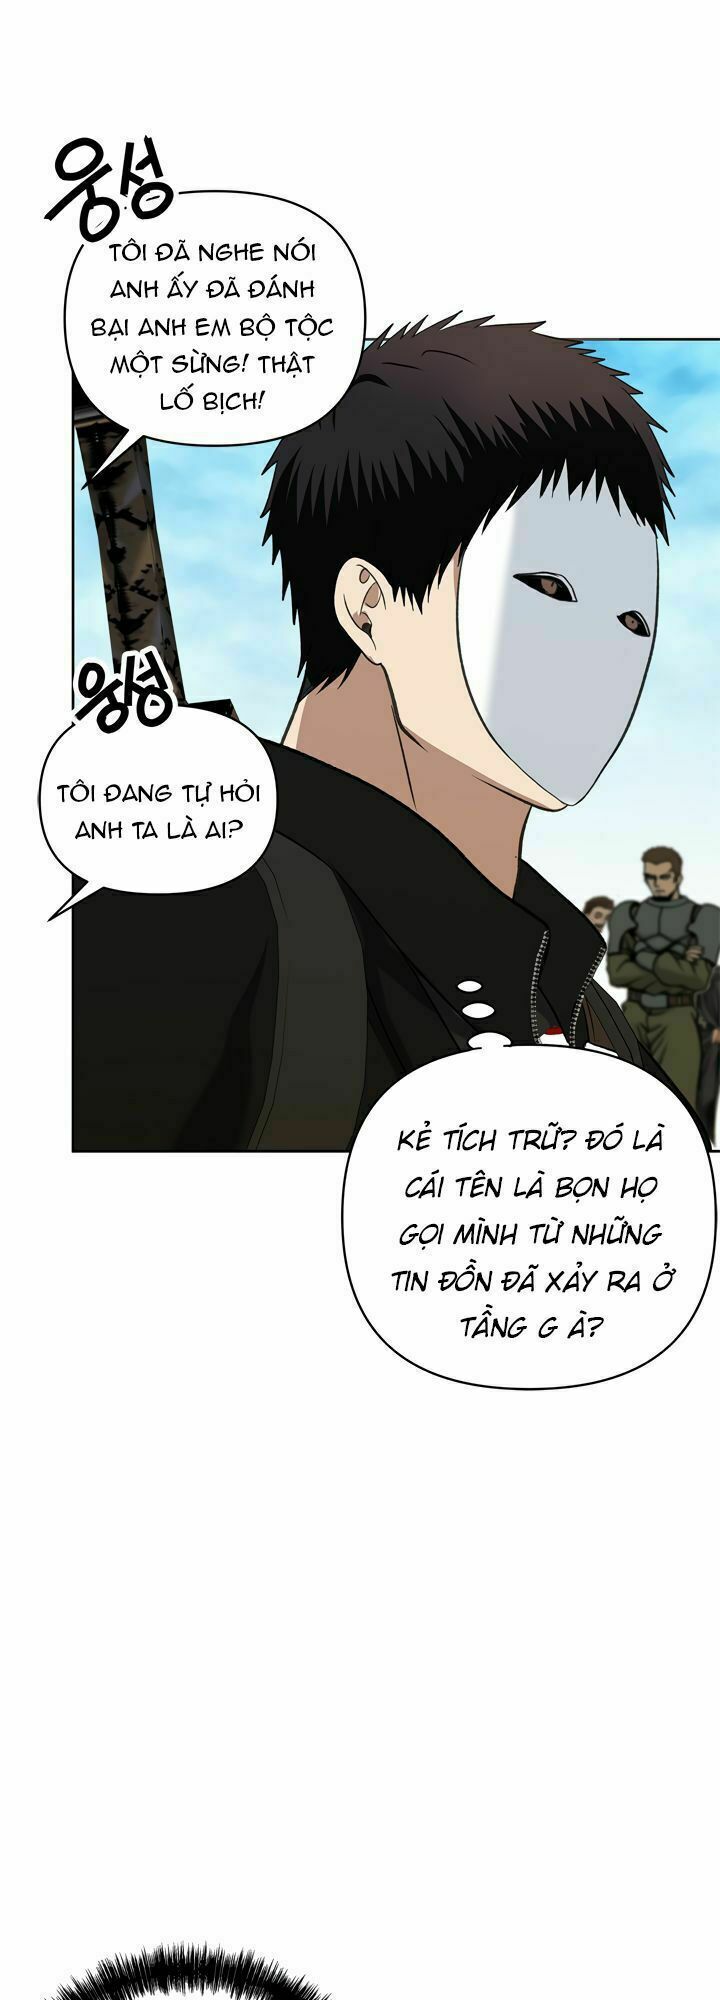 웅성
TÔI ĐÃ NGHE NÓI
ANH ẤY ĐÃ ĐÁNH
BẠI ANH EM BỘ TỘC
MỘT SỪNG! THẬT
LỐ BỊCH!
웅성
TÔI ĐANG TỰ HỎI
ANH TA LÀ AI?
KẺ TÍCH TRỮ? ĐÓ LÀ
CÁI TÊN LÀ BỌN HỌ
GỌI MÌNH TỪ NHỮNG
TIN ĐỒN ĐÃ XẢY RA Ở
TẦNG G À?